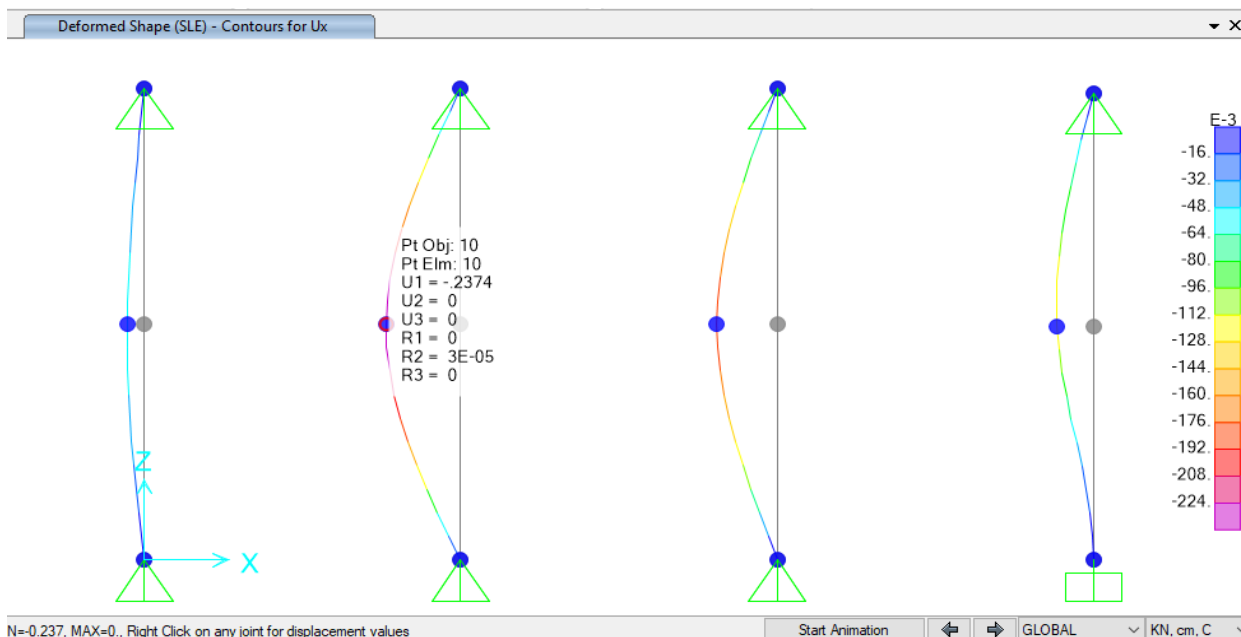 Deformed Shape (SLE) - Contours for Ux
E-3
-16.
-32.
-48.
-64.
-80.
-96.
-112.
-128.
-144.
-160.
-176.
-192.
-208.
-224.
Pt Obj: 10
Pt Elm: 10
U1 = -.2374
U2 = 0
U3 = 0
R1 = 0
R2 = 3E-05
R3 = 0
Z
X
N=-0.237, MAX=0., Right Click on any joint for displacement values
Start Animation
GLOBAL
KN, cm, C